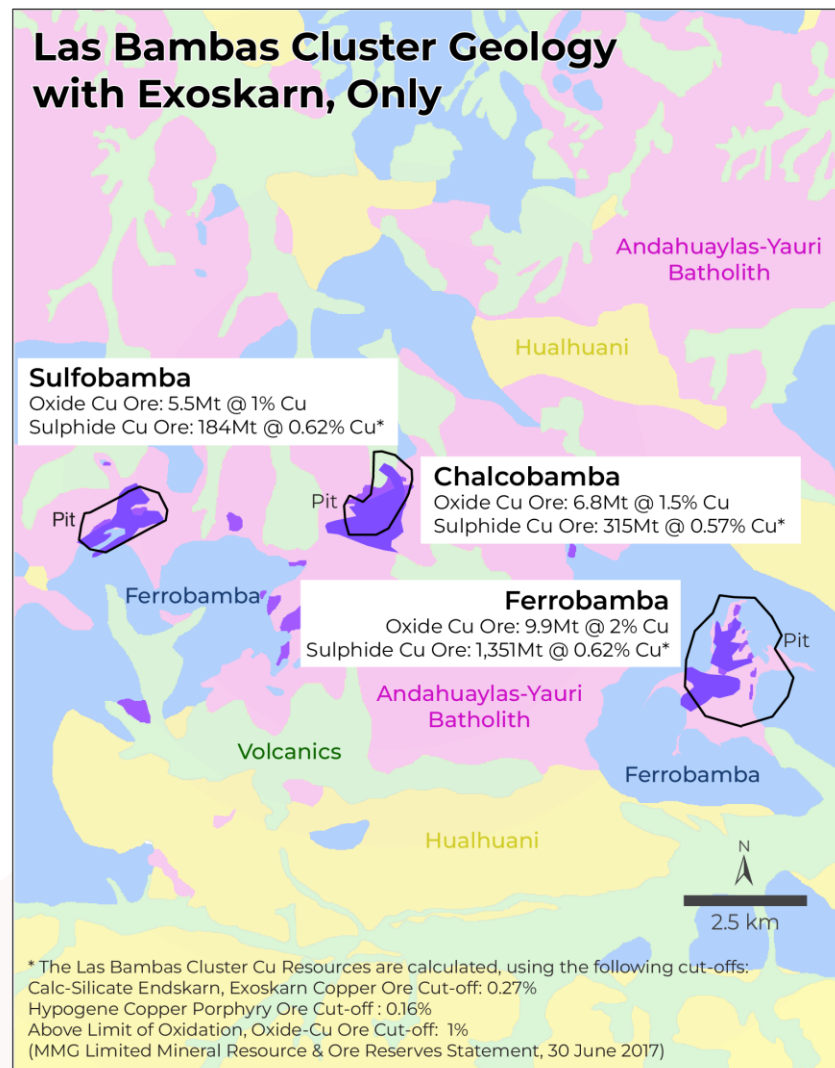 Las Bambas Cluster Geology
with Exoskarn, Only
Andahuaylas-Yauri
Batholith
Hualhuani
Sulfobamba
Oxide Cu Ore: 5.5Mt @ 1% Cu
Sulphide Cu Ore: 184Mt @ 0.62% Cu*
Pit
Pit
Chalcobamba
Oxide Cu Ore: 6.8Mt @ 1.5% Cu
Sulphide Cu Ore: 315Mt @ 0.57% Cu*
Ferrobamba
Ferrobamba
Oxide Cu Ore: 9.9Mt @ 2% Cu
Sulphide Cu Ore: 1,351Mt @ 0.62% Cu*
Pit
Andahuaylas-Yauri
Batholith
Volcanics
Ferrobamba
Hualhuani
N
2.5 km
* The Las Bambas Cluster Cu Resources are calculated, using the following cut-offs:
Calc-Silicate Endskarn, Exoskarn Copper Ore Cut-off: 0.27%
Hypogene Copper Porphyry Ore Cut-off : 0.16%
Above Limit of Oxidation, Oxide-Cu Ore Cut-off: 1%
(MMG Limited Mineral Resource & Ore Reserves Statement, 30 June 2017)